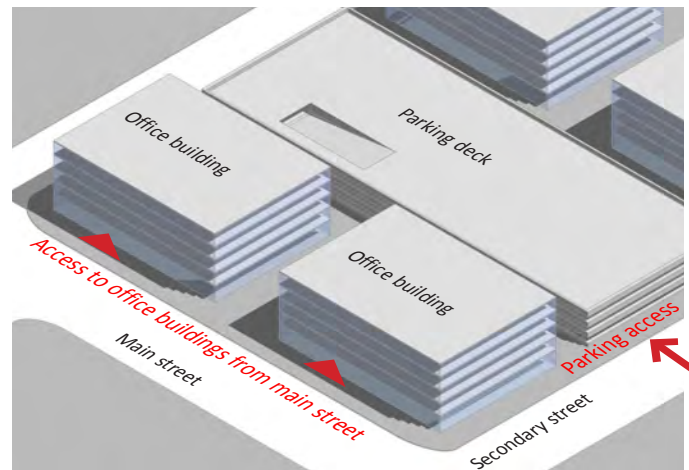 Office building
Parking deck
Office building
Access to office buildings from main street
Main street
Parking access
Secondary street